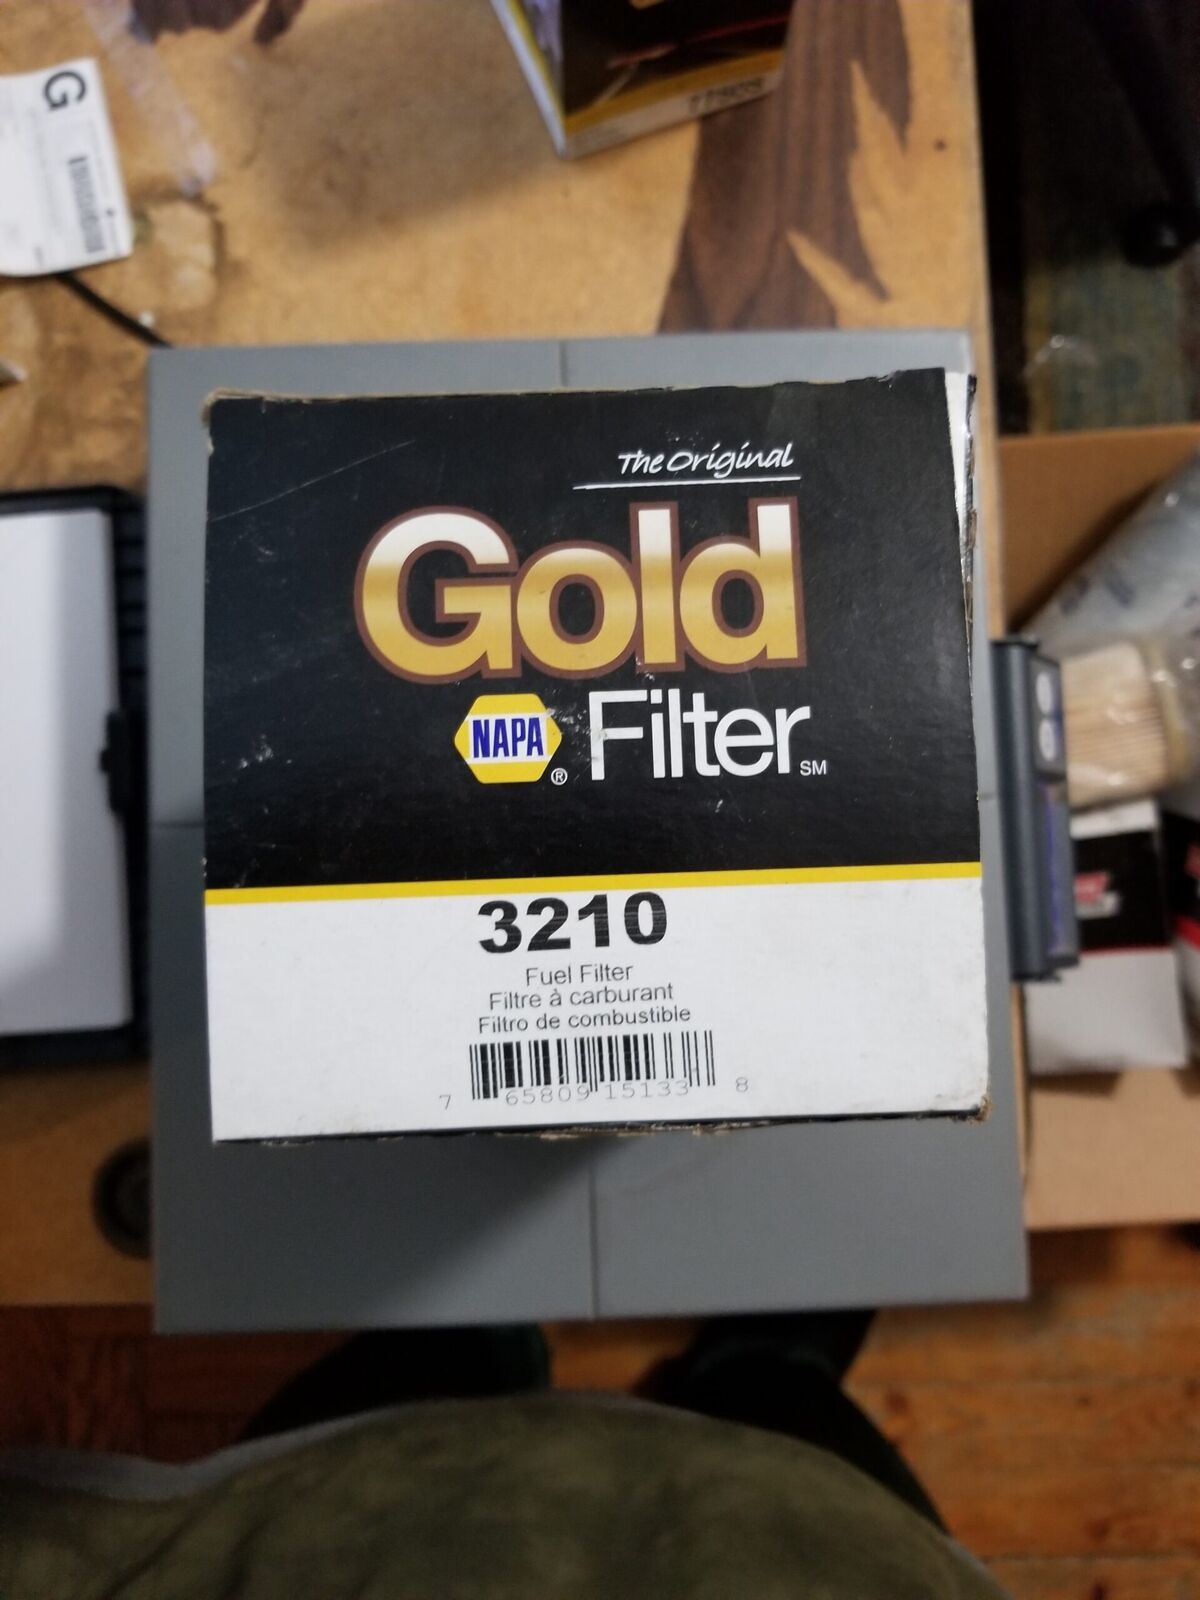 G
The Original
Gold
NAPA® Filter SM
3210
Fuel Filter
Filtre à carburant
Filtro de combustible
7 65809 15133 8